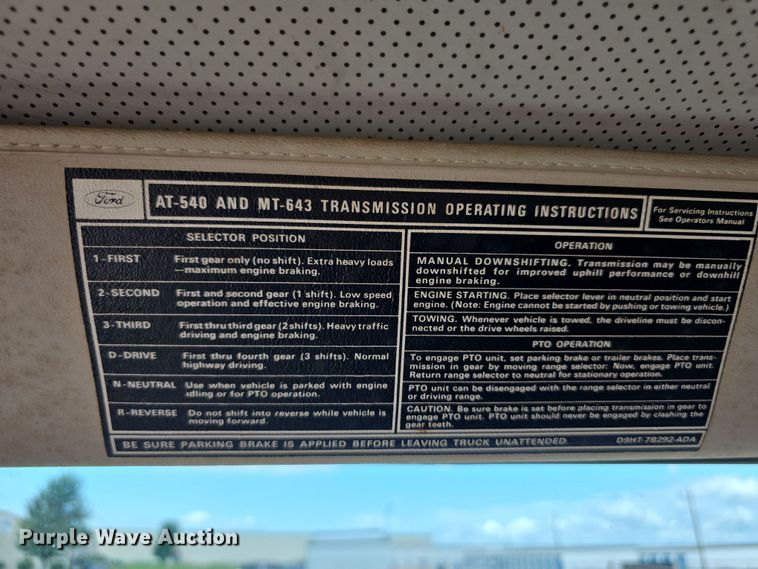 Ford
AT-540 AND MT-643 TRANSMISSION OPERATING INSTRUCTIONS
For Servicing Instructions
See Operators Manual
SELECTOR POSITION
1-FIRST First gear only (no shift). Extra heavy loads
—maximum engine braking.
2-SECOND First and second gear (1 shift). Low speed
operation and effective engine braking.
3-THIRD First thru third gear (2 shifts). Heavy traffic
driving and engine braking.
D-DRIVE First thru fourth gear (3 shifts). Normal
highway driving.
N-NEUTRAL Use when vehicle is parked with engine
idling or for PTO operation.
R-REVERSE Do not shift into reverse while vehicle is
moving forward.
OPERATION
MANUAL DOWNSHIFTING. Transmission may be manually
downshifted for improved uphill performance or downhill
engine braking.
ENGINE STARTING. Place selector lever in neutral position and start
engine. (Note: Engine cannot be started by pushing or towing vehicle.)
TOWING. Whenever vehicle is towed, the driveline must be discon-
nected or the drive wheels raised.
PTO OPERATION
To engage PTO unit, set parking brake or trailer brakes. Place trans-
mission in gear by moving range selector. Now, engage PTO unit.
Return range selector to neutral for stationary operation.
PTO unit can be disengaged with the range selector in either neutral
or driving range.
CAUTION. Be sure brake is set before placing transmission in gear to
engage PTO unit. PTO unit should never be engaged by clashing the
gear teeth.
BE SURE PARKING BRAKE IS APPLIED BEFORE LEAVING TRUCK UNATTENDED D9HT-78292-ADA
Purple Wave Auction